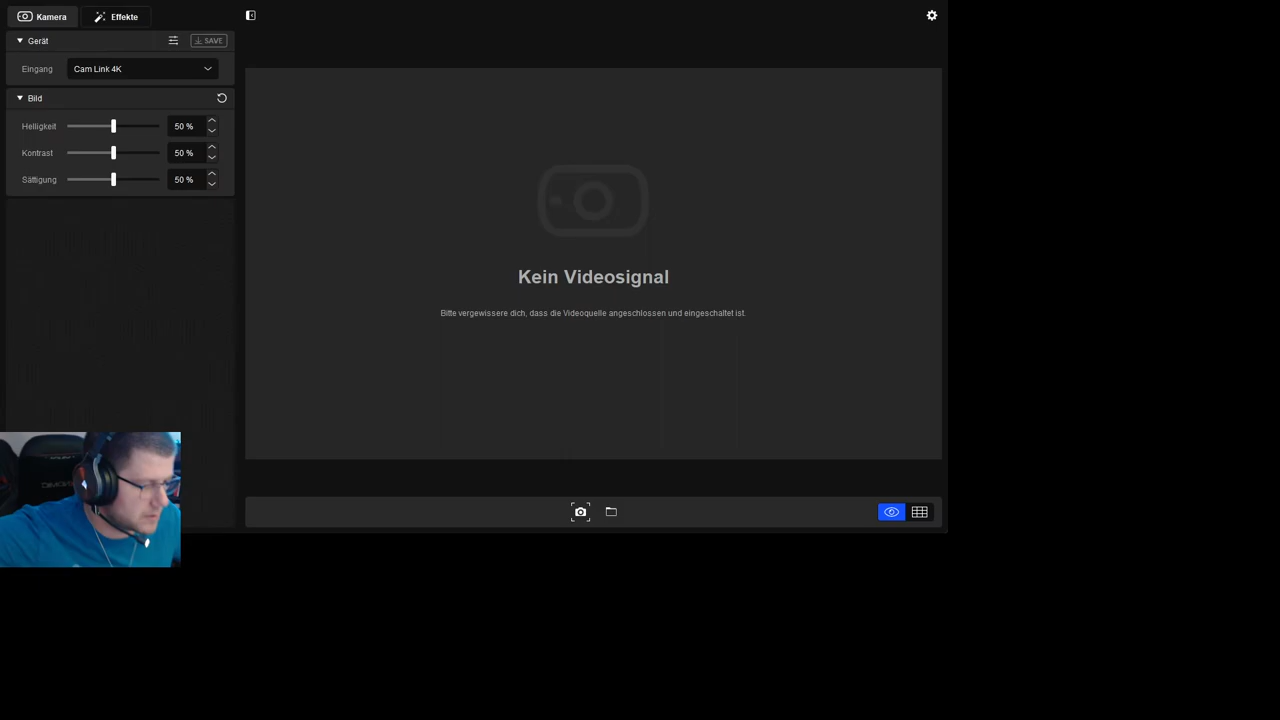 Kamera
Effekte
Gerät
SAVE
Eingang
Cam Link 4K
Bild
Helligkeit
50 %
Kontrast
50 %
Sättigung
50 %
Kein Videosignal
Bitte vergewissere dich, dass die Videoquelle angeschlossen und eingeschaltet ist.